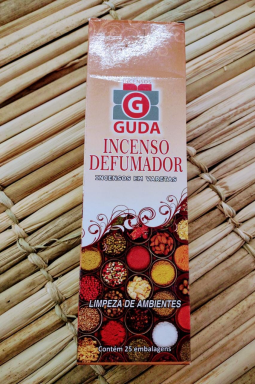 G
GUDA
INCENSO
DEFUMADOR
INCENSOS EM VARETAS
LIMPEZA DE AMBIENTES
Contém 25 embalagens